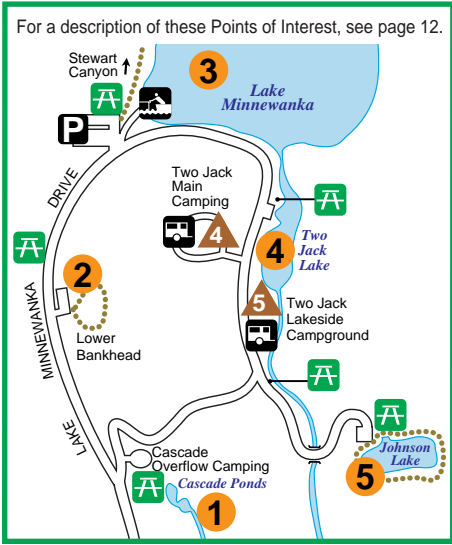 For a description of these Points of Interest, see page 12.
Stewart
Canyon
3
Lake
Minnewanka
P
DRIVE
Two Jack
Main
Camping
4
4
Two
Jack
Lake
2
5
Two Jack
Lakeside
Campground
Lower
Bankhead
MINNEWANKA
LAKE
Johnson
Lake
Cascade
Overflow Camping
5
Cascade Ponds
1